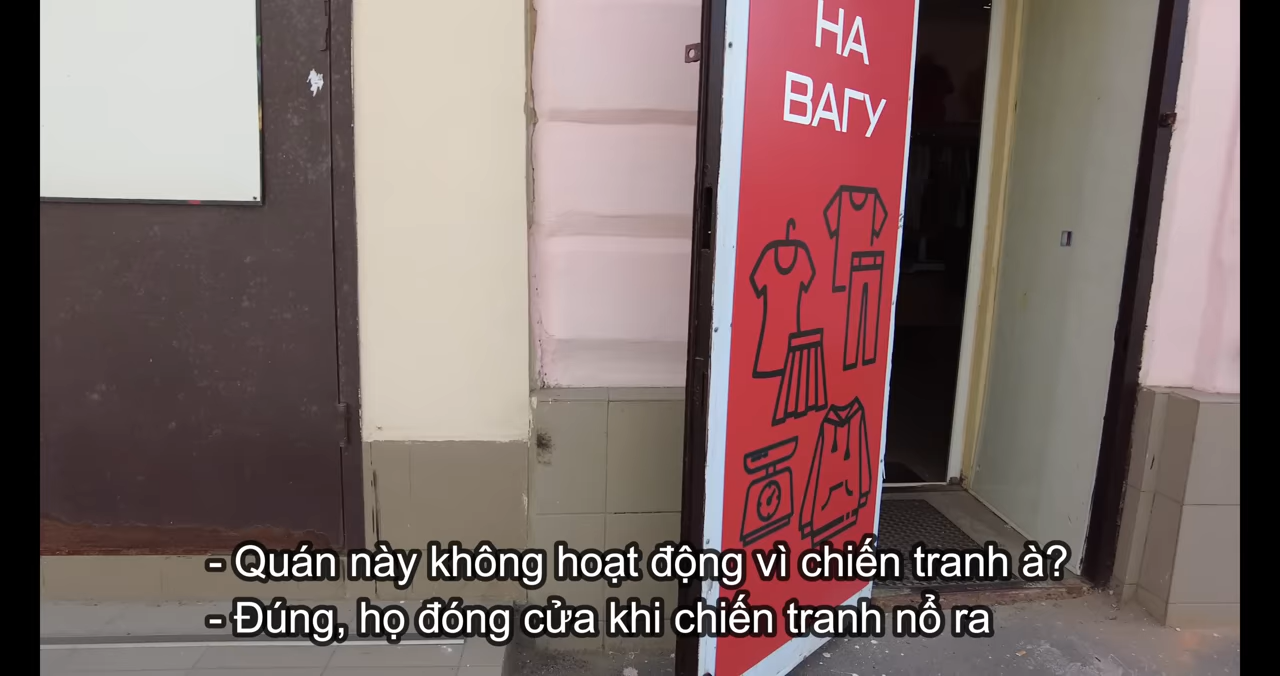 НА
ВАГУ
- Quán này không hoạt động vì chiến tranh à?
- Đúng, họ đóng cửa khi chiến tranh nổ ra